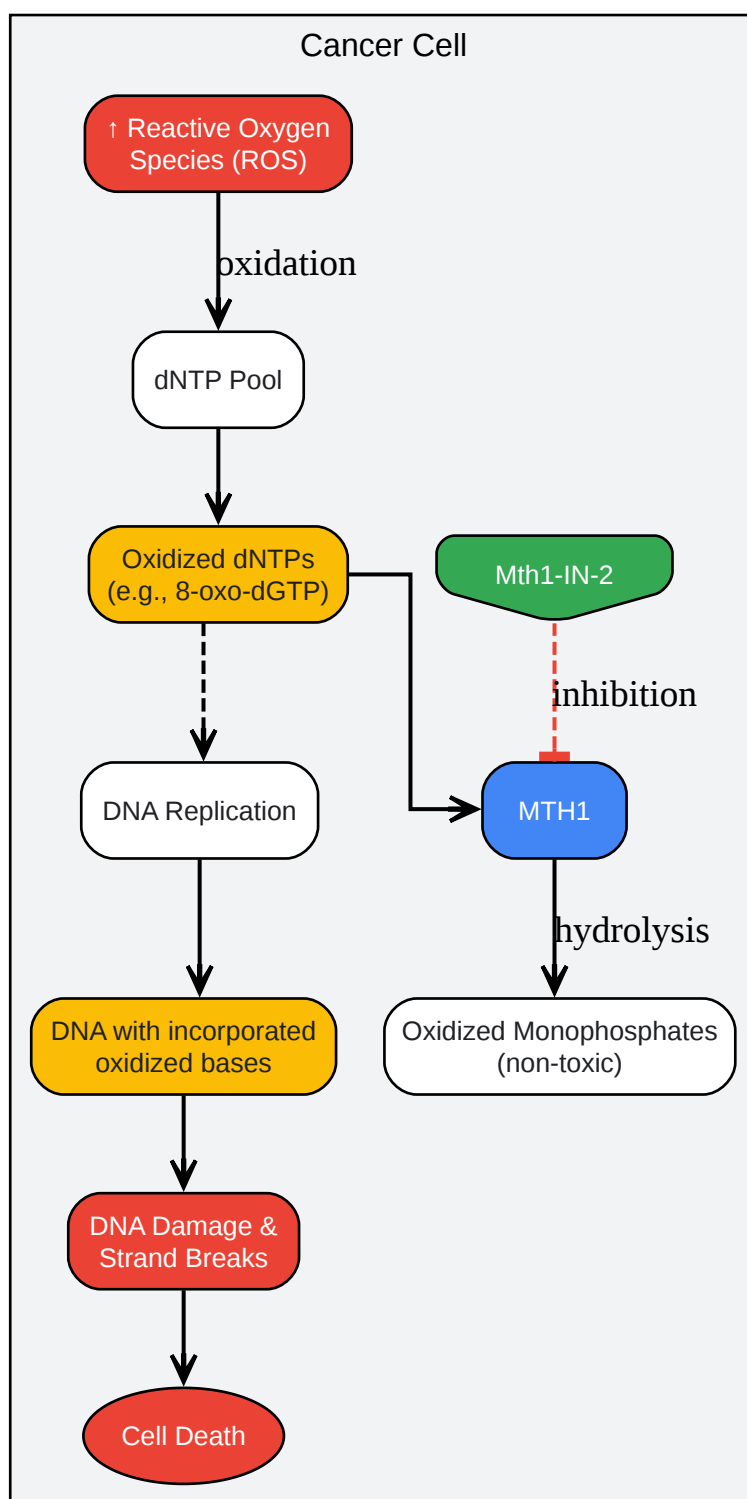 Cancer Cell
↑ Reactive Oxygen
Species (ROS)
oxidation
dNTP Pool
Oxidized dNTPs
(e.g., 8-oxo-dGTP)
Mth1-IN-2
inhibition
DNA Replication
MTH1
hydrolysis
DNA with incorporated
oxidized bases
Oxidized Monophosphates
(non-toxic)
DNA Damage &
Strand Breaks
Cell Death